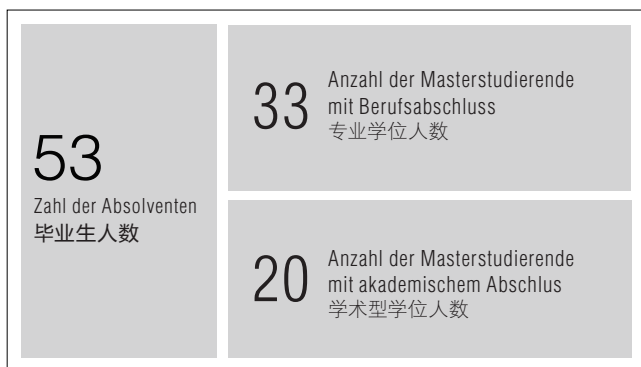 53
Zahl der Absolventen
毕业生人数
33
Anzahl der Masterstudierende
mit Berufsabschluss
专业学位人数
20
Anzahl der Masterstudierende
mit akademischem Abschlus
学术型学位人数